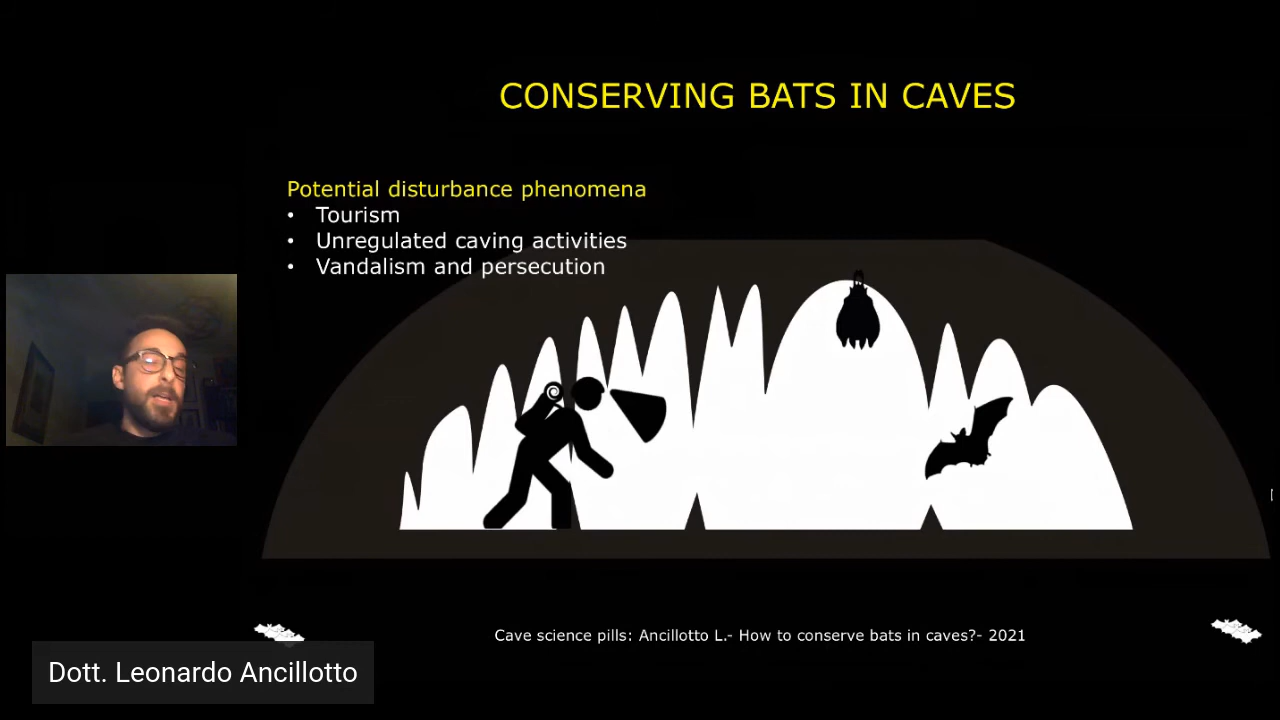 CONSERVING BATS IN CAVES
Potential disturbance phenomena
• Tourism
• Unregulated caving activities
• Vandalism and persecution
Cave science pills: Ancillotto L.- How to conserve bats in caves?- 2021
Dott. Leonardo Ancillotto